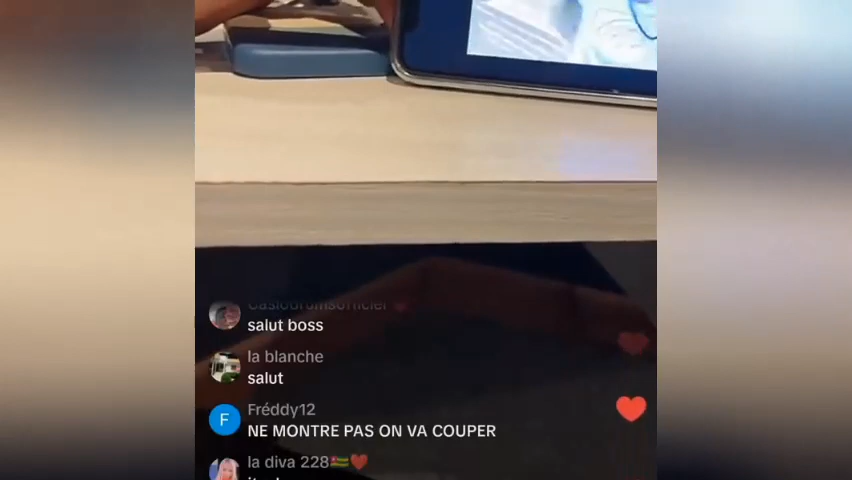 salut boss
la blanche
salut
F
Fréddy12
NE MONTRE PAS ON VA COUPER
la diva 228🇹🇬❤️